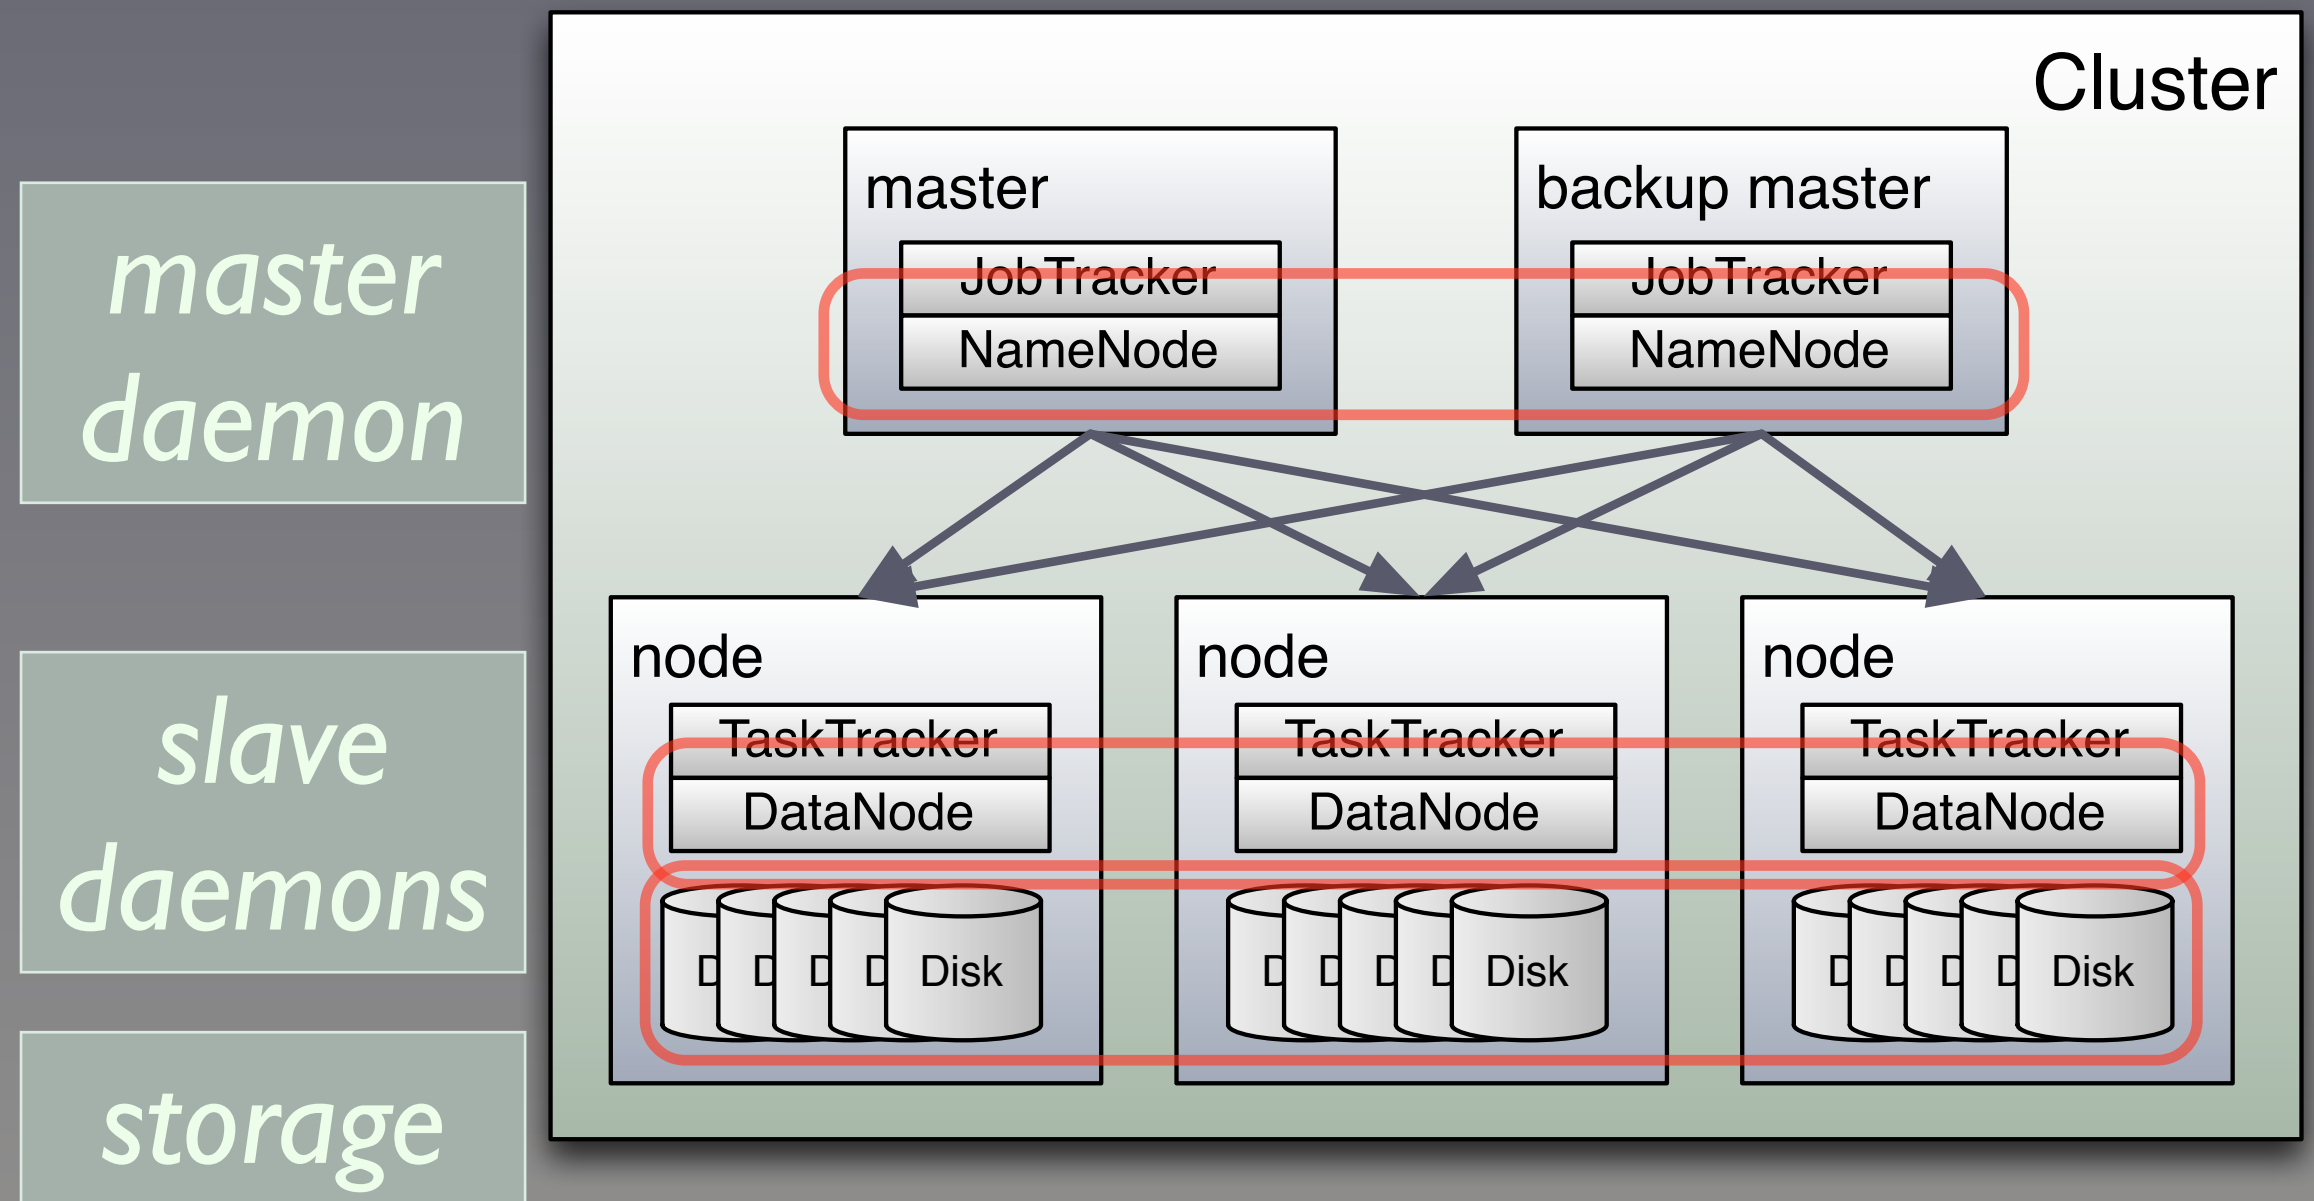 Cluster
master
daemon
master
JobTracker
NameNode
backup master
JobTracker
NameNode
slave
daemons
node
TaskTracker
DataNode
D D D D Disk
node
TaskTracker
DataNode
D D D D Disk
node
TaskTracker
DataNode
D D D D Disk
storage